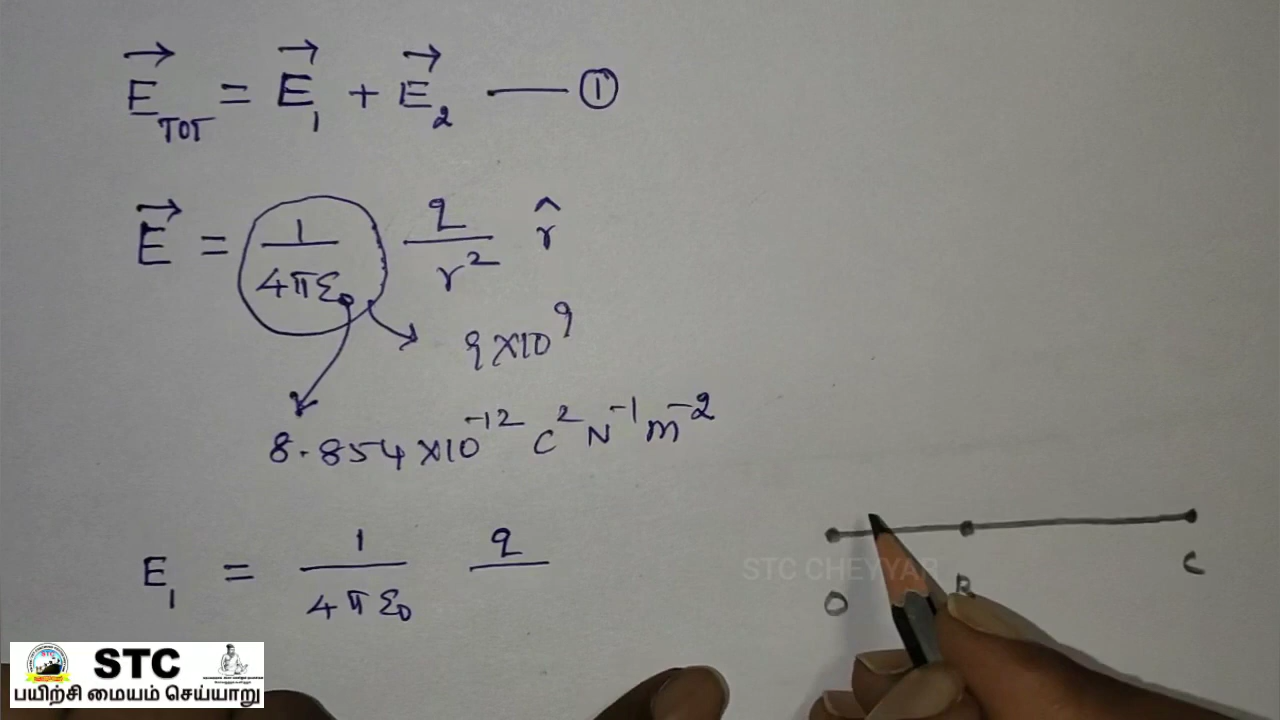 → → →
E_TOT = E_1 + E_2 —— ①
→
E = 1/4πε₀ q/r² r̂
9×10⁹
8.854×10⁻¹² C² N⁻¹ m⁻²
E_1 = 1/4πε₀ q
O B C
STC CHEYYAR
STC
பயிற்சி மையம் செய்யாறு